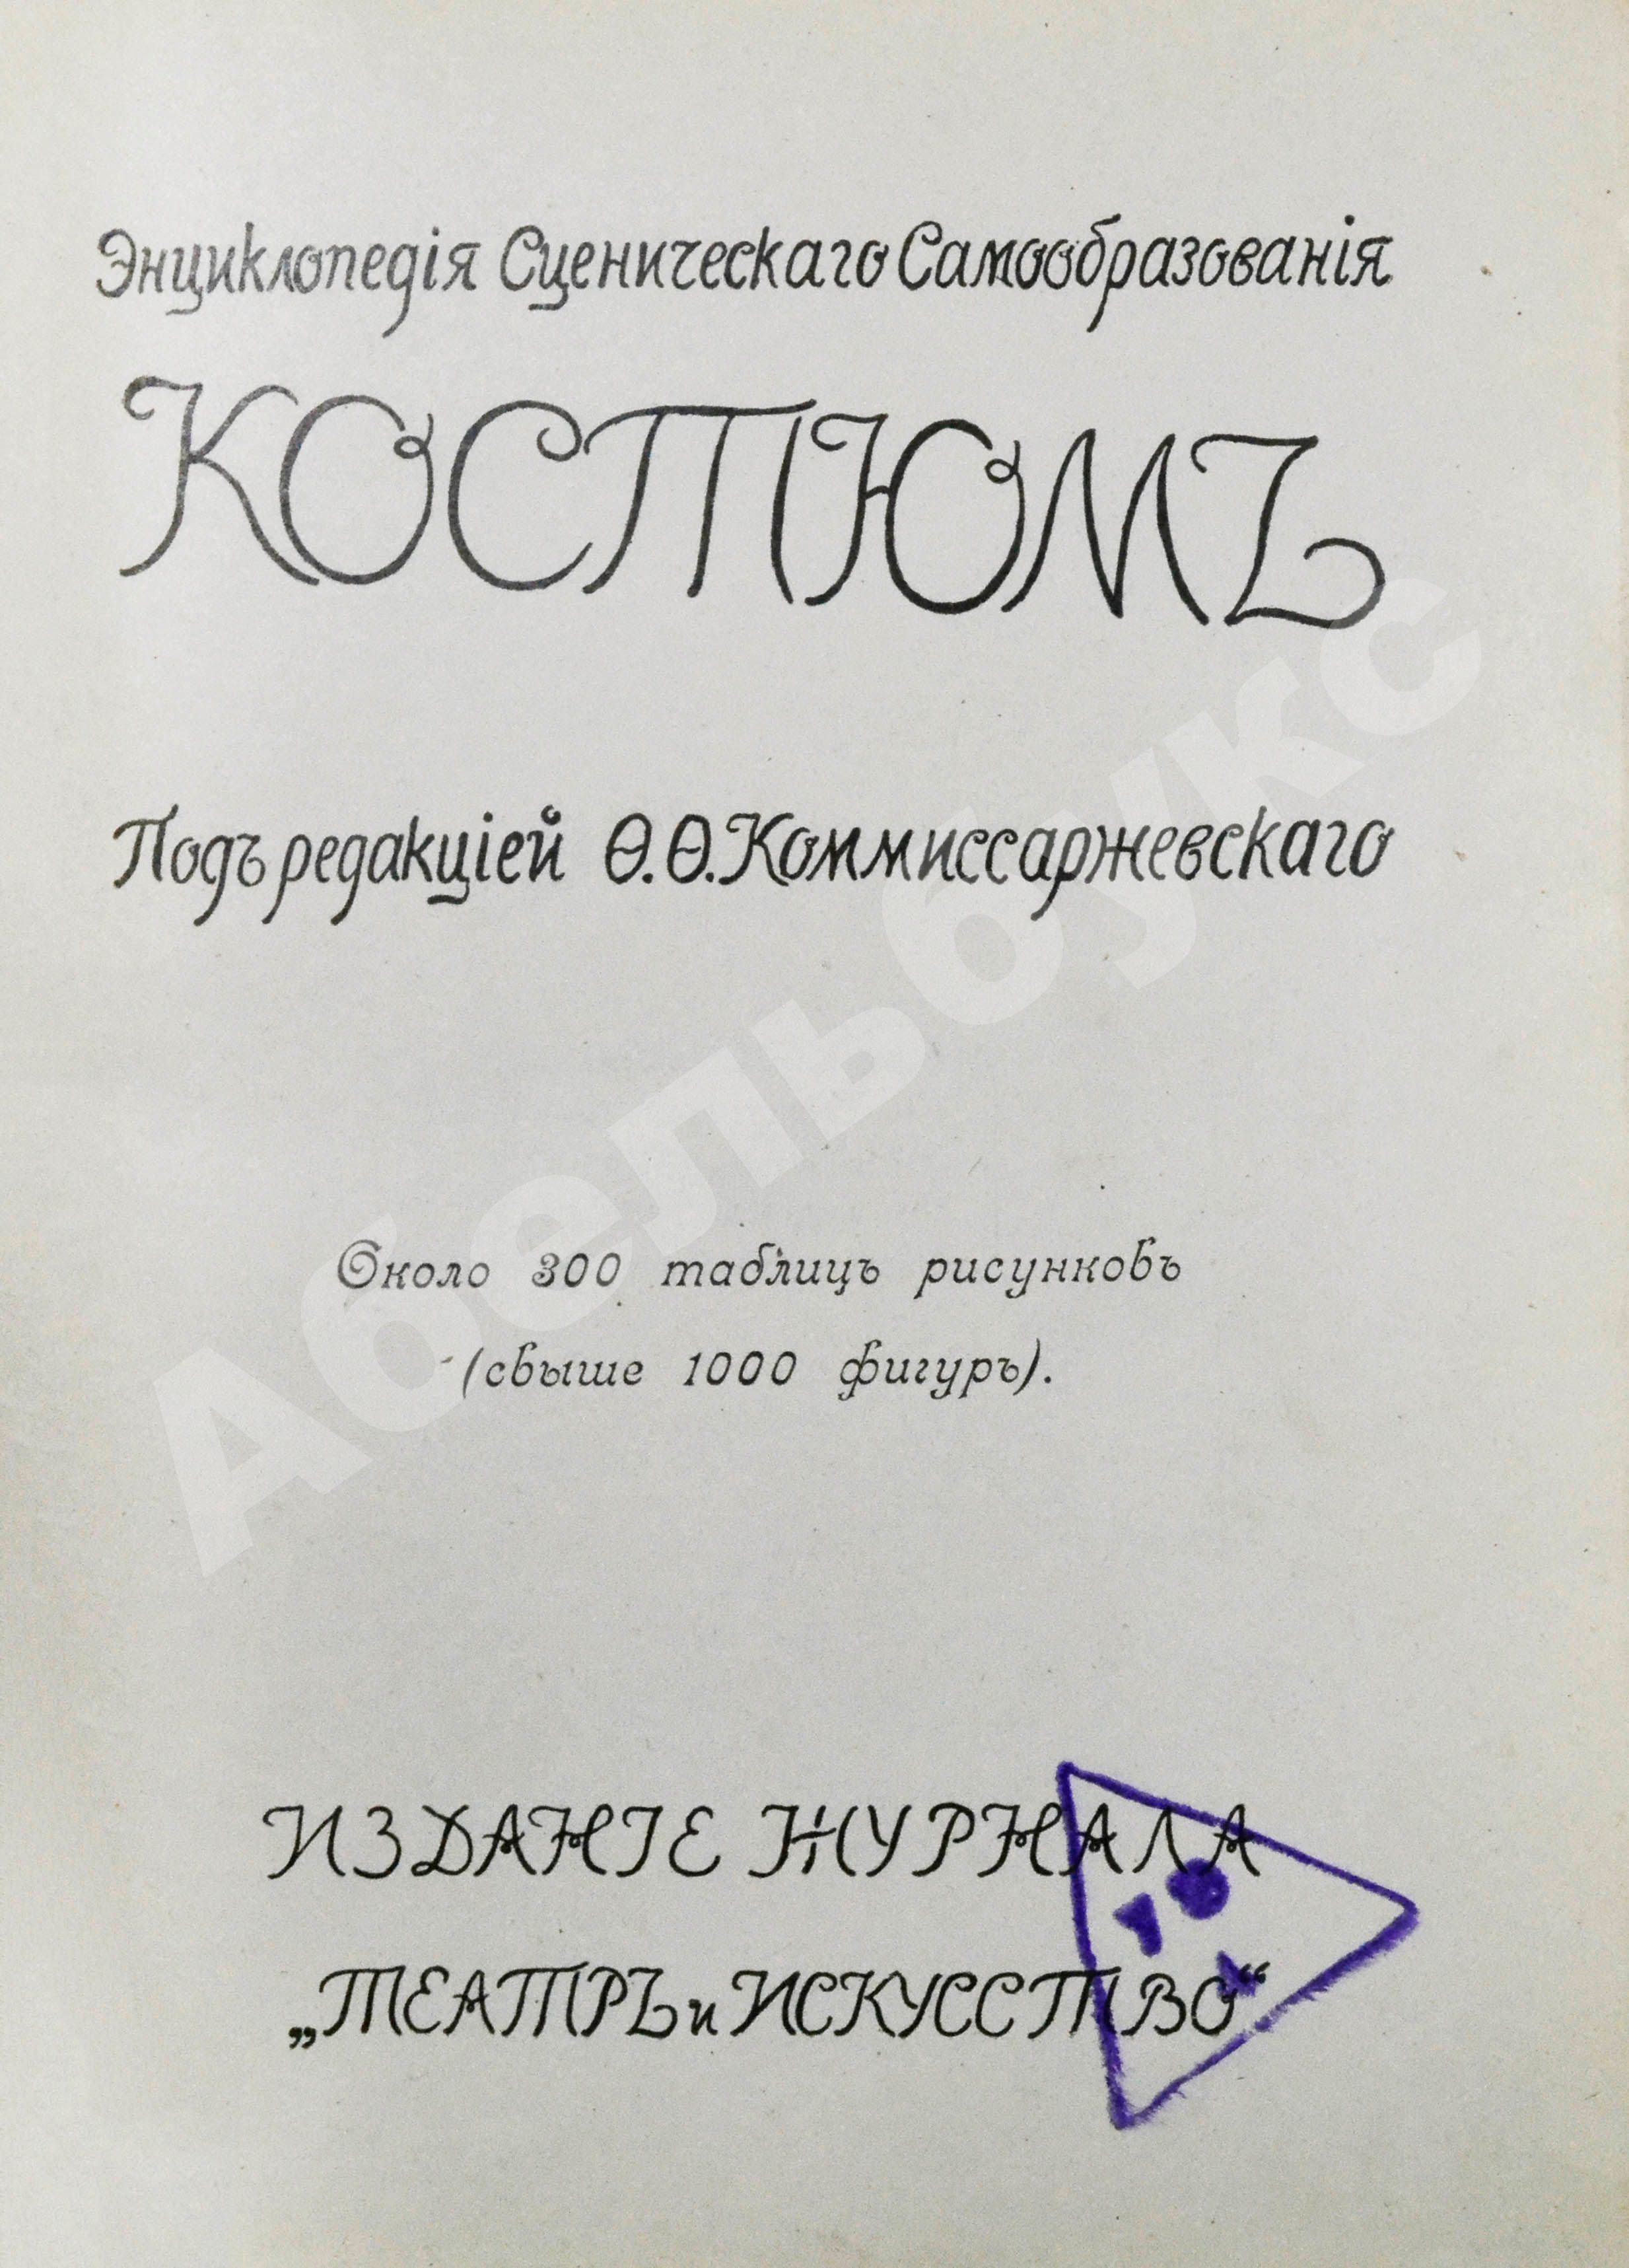 Энциклопедія Сценическаго Самообразованія
КОСТЮМЪ
Подъ редакціей Ѳ.Ѳ.Коммиссаржевскаго
Около 300 таблицъ рисунковъ
(свыше 1000 фигуръ).
ИЗДАНІЕ ЖУРНАЛА
„ТЕАТРЪ и ИСКУССТВО“
Абельбукс